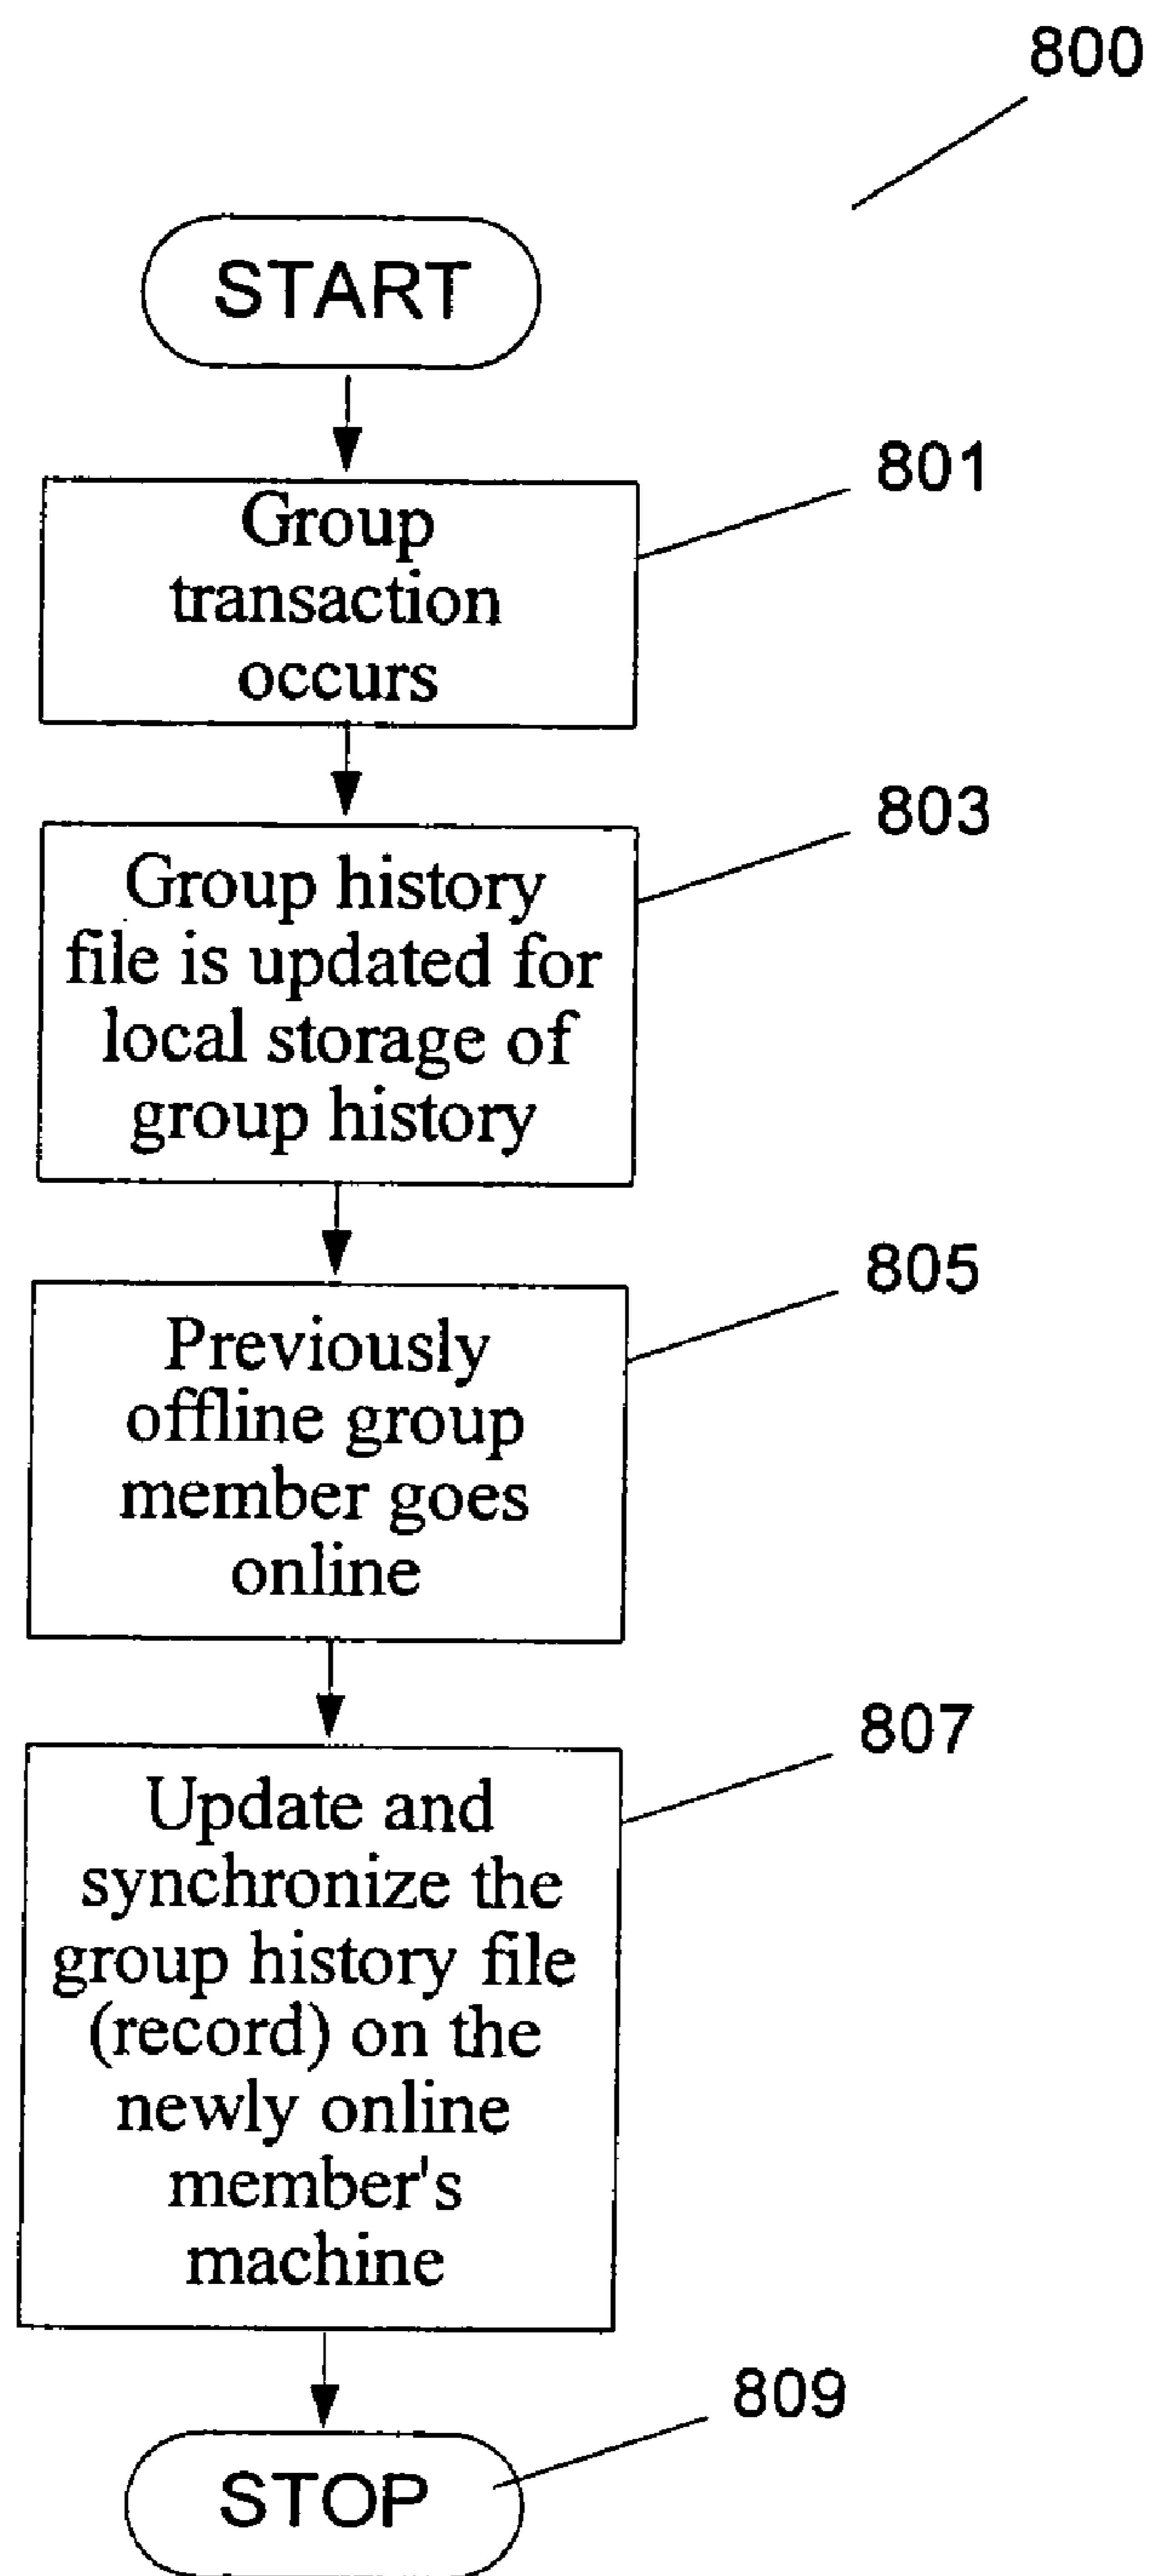 800
START
801
Group
transaction
occurs
803
Group history
file is updated for
local storage of
group history
805
Previously
offline group
member goes
online
807
Update and
synchronize the
group history file
(record) on the
newly online
member's
machine
809
STOP